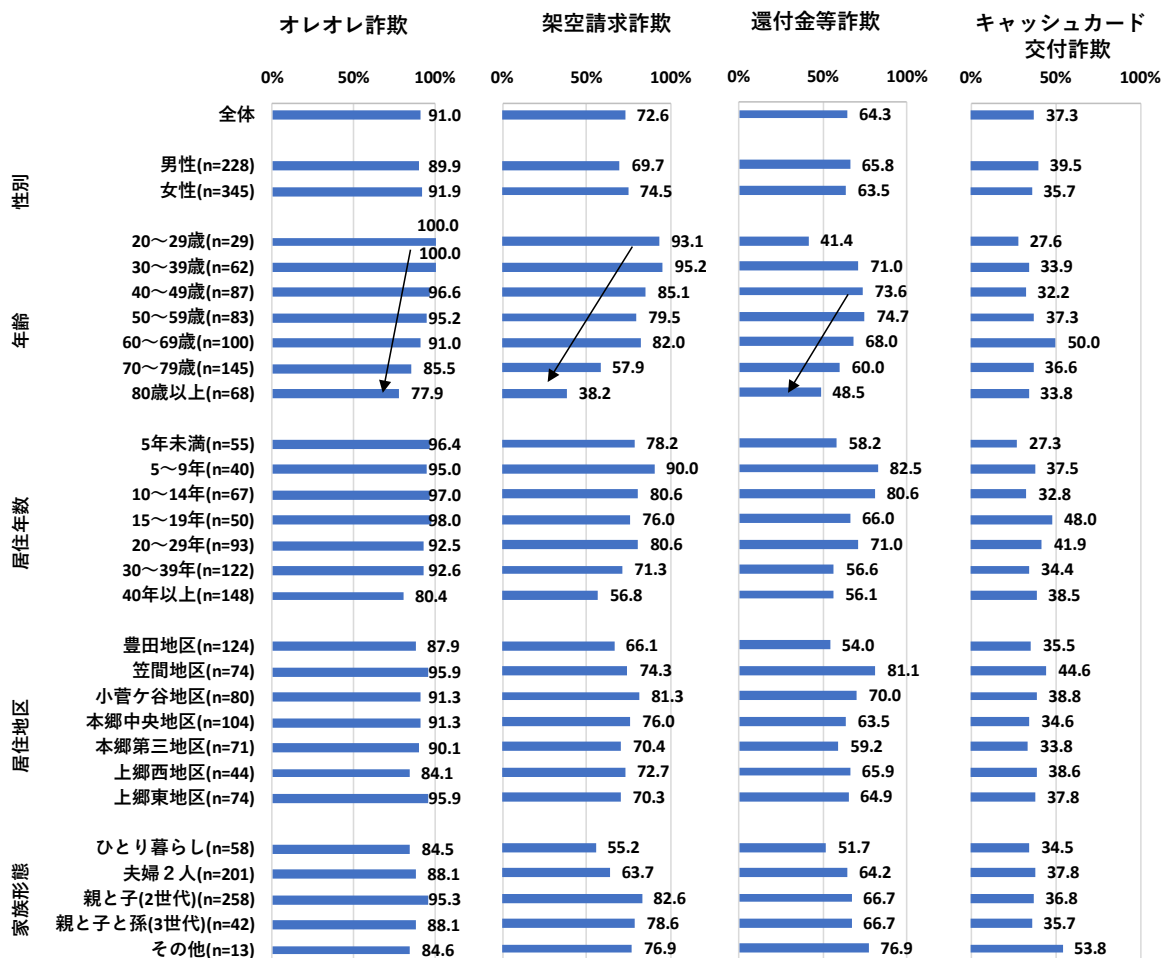 オレオレ詐欺 架空請求詐欺 還付金等詐欺 キャッシュカード
交付詐欺
0% 50% 100% 0% 50% 100% 0% 50% 100% 0% 50% 100%
全体 91.0 72.6 64.3 37.3
性別
男性(n=228) 89.9 69.7 65.8 39.5
女性(n=345) 91.9 74.5 63.5 35.7
年齢
20～29歳(n=29) 100.0 93.1 41.4 27.6
30～39歳(n=62) 100.0 95.2 71.0 33.9
40～49歳(n=87) 96.6 85.1 73.6 32.2
50～59歳(n=83) 95.2 79.5 74.7 37.3
60～69歳(n=100) 91.0 82.0 68.0 50.0
70～79歳(n=145) 85.5 57.9 60.0 36.6
80歳以上(n=68) 77.9 38.2 48.5 33.8
居住年数
5年未満(n=55) 96.4 78.2 58.2 27.3
5～9年(n=40) 95.0 90.0 82.5 37.5
10～14年(n=67) 97.0 80.6 80.6 32.8
15～19年(n=50) 98.0 76.0 66.0 48.0
20～29年(n=93) 92.5 80.6 71.0 41.9
30～39年(n=122) 92.6 71.3 56.6 34.4
40年以上(n=148) 80.4 56.8 56.1 38.5
居住地区
豊田地区(n=124) 87.9 66.1 54.0 35.5
笠間地区(n=74) 95.9 74.3 81.1 44.6
小菅ケ谷地区(n=80) 91.3 81.3 70.0 38.8
本郷中央地区(n=104) 91.3 76.0 63.5 34.6
本郷第三地区(n=71) 90.1 70.4 59.2 33.8
上郷西地区(n=44) 84.1 72.7 65.9 38.6
上郷東地区(n=74) 95.9 70.3 64.9 37.8
家族形態
ひとり暮らし(n=58) 84.5 55.2 51.7 34.5
夫婦２人(n=201) 88.1 63.7 64.2 37.8
親と子(2世代)(n=258) 95.3 82.6 66.7 36.8
親と子と孫(3世代)(n=42) 88.1 78.6 66.7 35.7
その他(n=13) 84.6 76.9 76.9 53.8